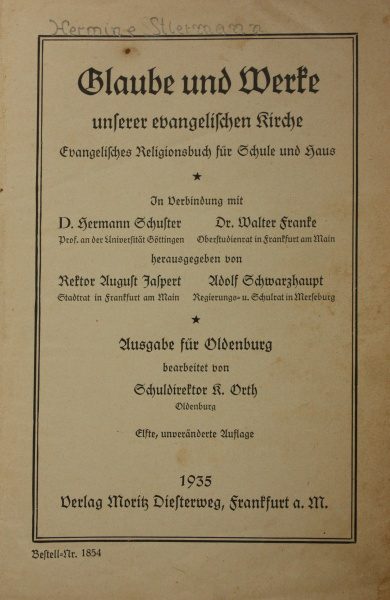 Hermine Stiermann
Glaube und Werke
unserer evangelischen Kirche
Evangelisches Religionsbuch für Schule und Haus
★
In Verbindung mit
D. Hermann Schuster Dr. Walter Franke
Prof. an der Universität Göttingen Oberstudienrat in Frankfurt am Main
herausgegeben von
Rektor August Jaspert Adolf Schwarzhaupt
Stadtrat in Frankfurt am Main Regierungs- u. Schulrat in Merseburg
★
Ausgabe für Oldenburg
bearbeitet von
Schuldirektor K. Orth
Oldenburg
Elfte, unveränderte Auflage
1935
Verlag Moritz Diesterweg, Frankfurt a. M.
Bestell-Nr. 1854